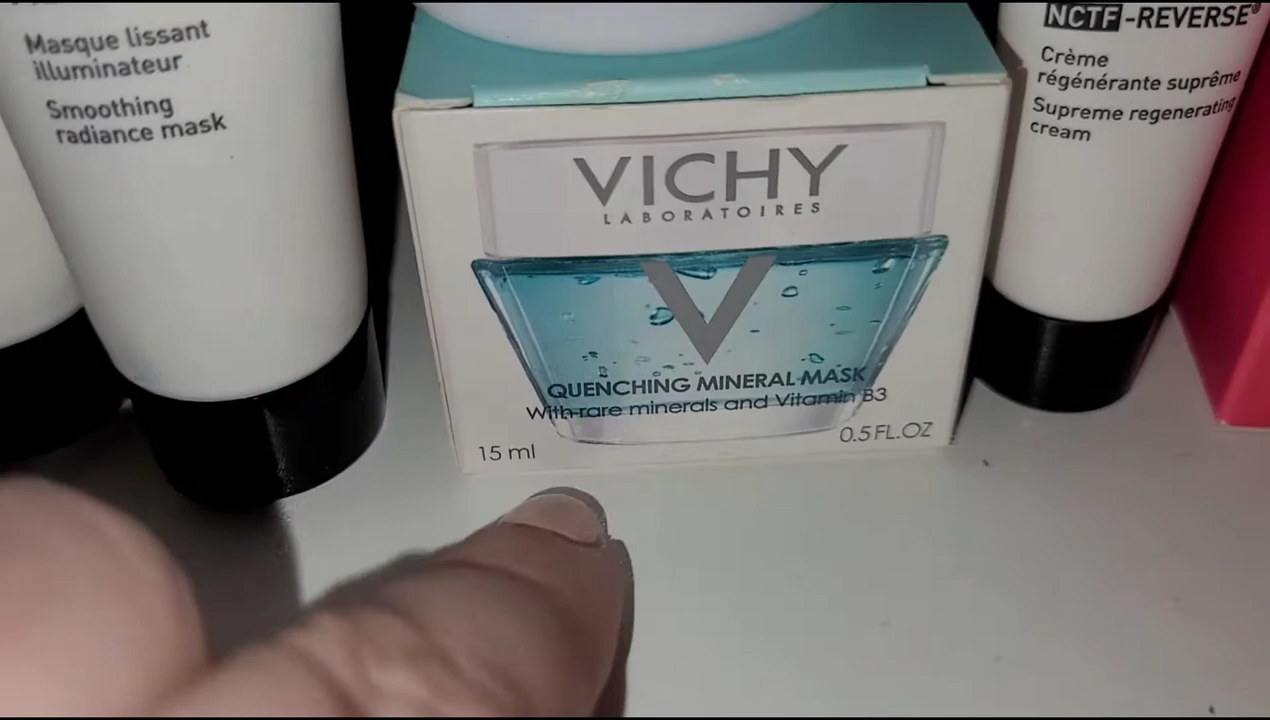 Masque lissant
illuminateur
Smoothing
radiance mask
VICHY
LABORATOIRES
V
QUENCHING MINERAL MASK
With rare minerals and Vitamin B3
15 ml
0.5 FL.OZ
NCTF-REVERSE®
Crème
régénérante suprême
Supreme regenerating
cream